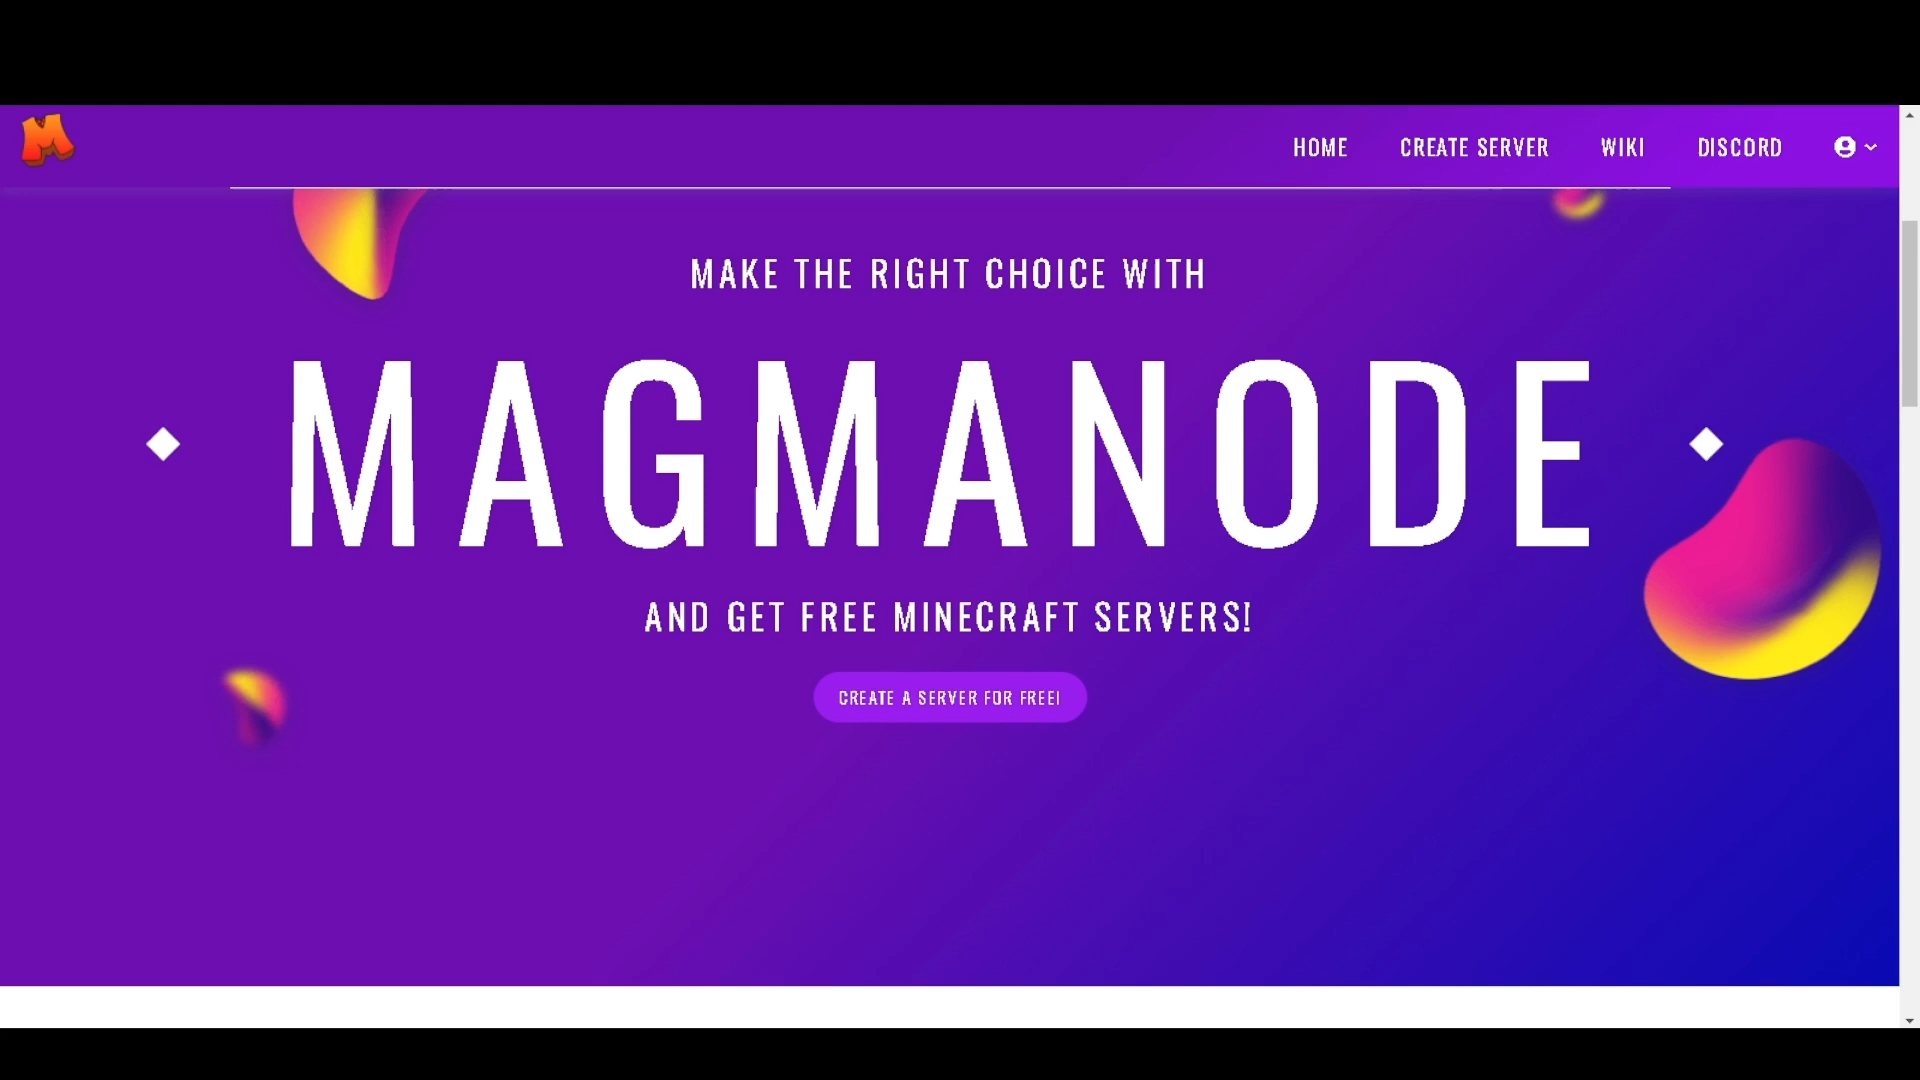 M
HOME CREATE SERVER WIKI DISCORD
MAKE THE RIGHT CHOICE WITH
MAGMANODE
AND GET FREE MINECRAFT SERVERS!
CREATE A SERVER FOR FREE!